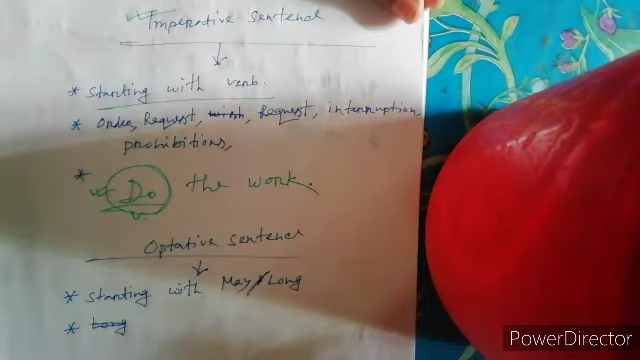 Imperative sentence
* Starting with verb.
* Order, Request, wish, Request, interruption
prohibitions,
* Do the work.
v.
Optative sentence
* Starting with May / Long
* Long
PowerDirector